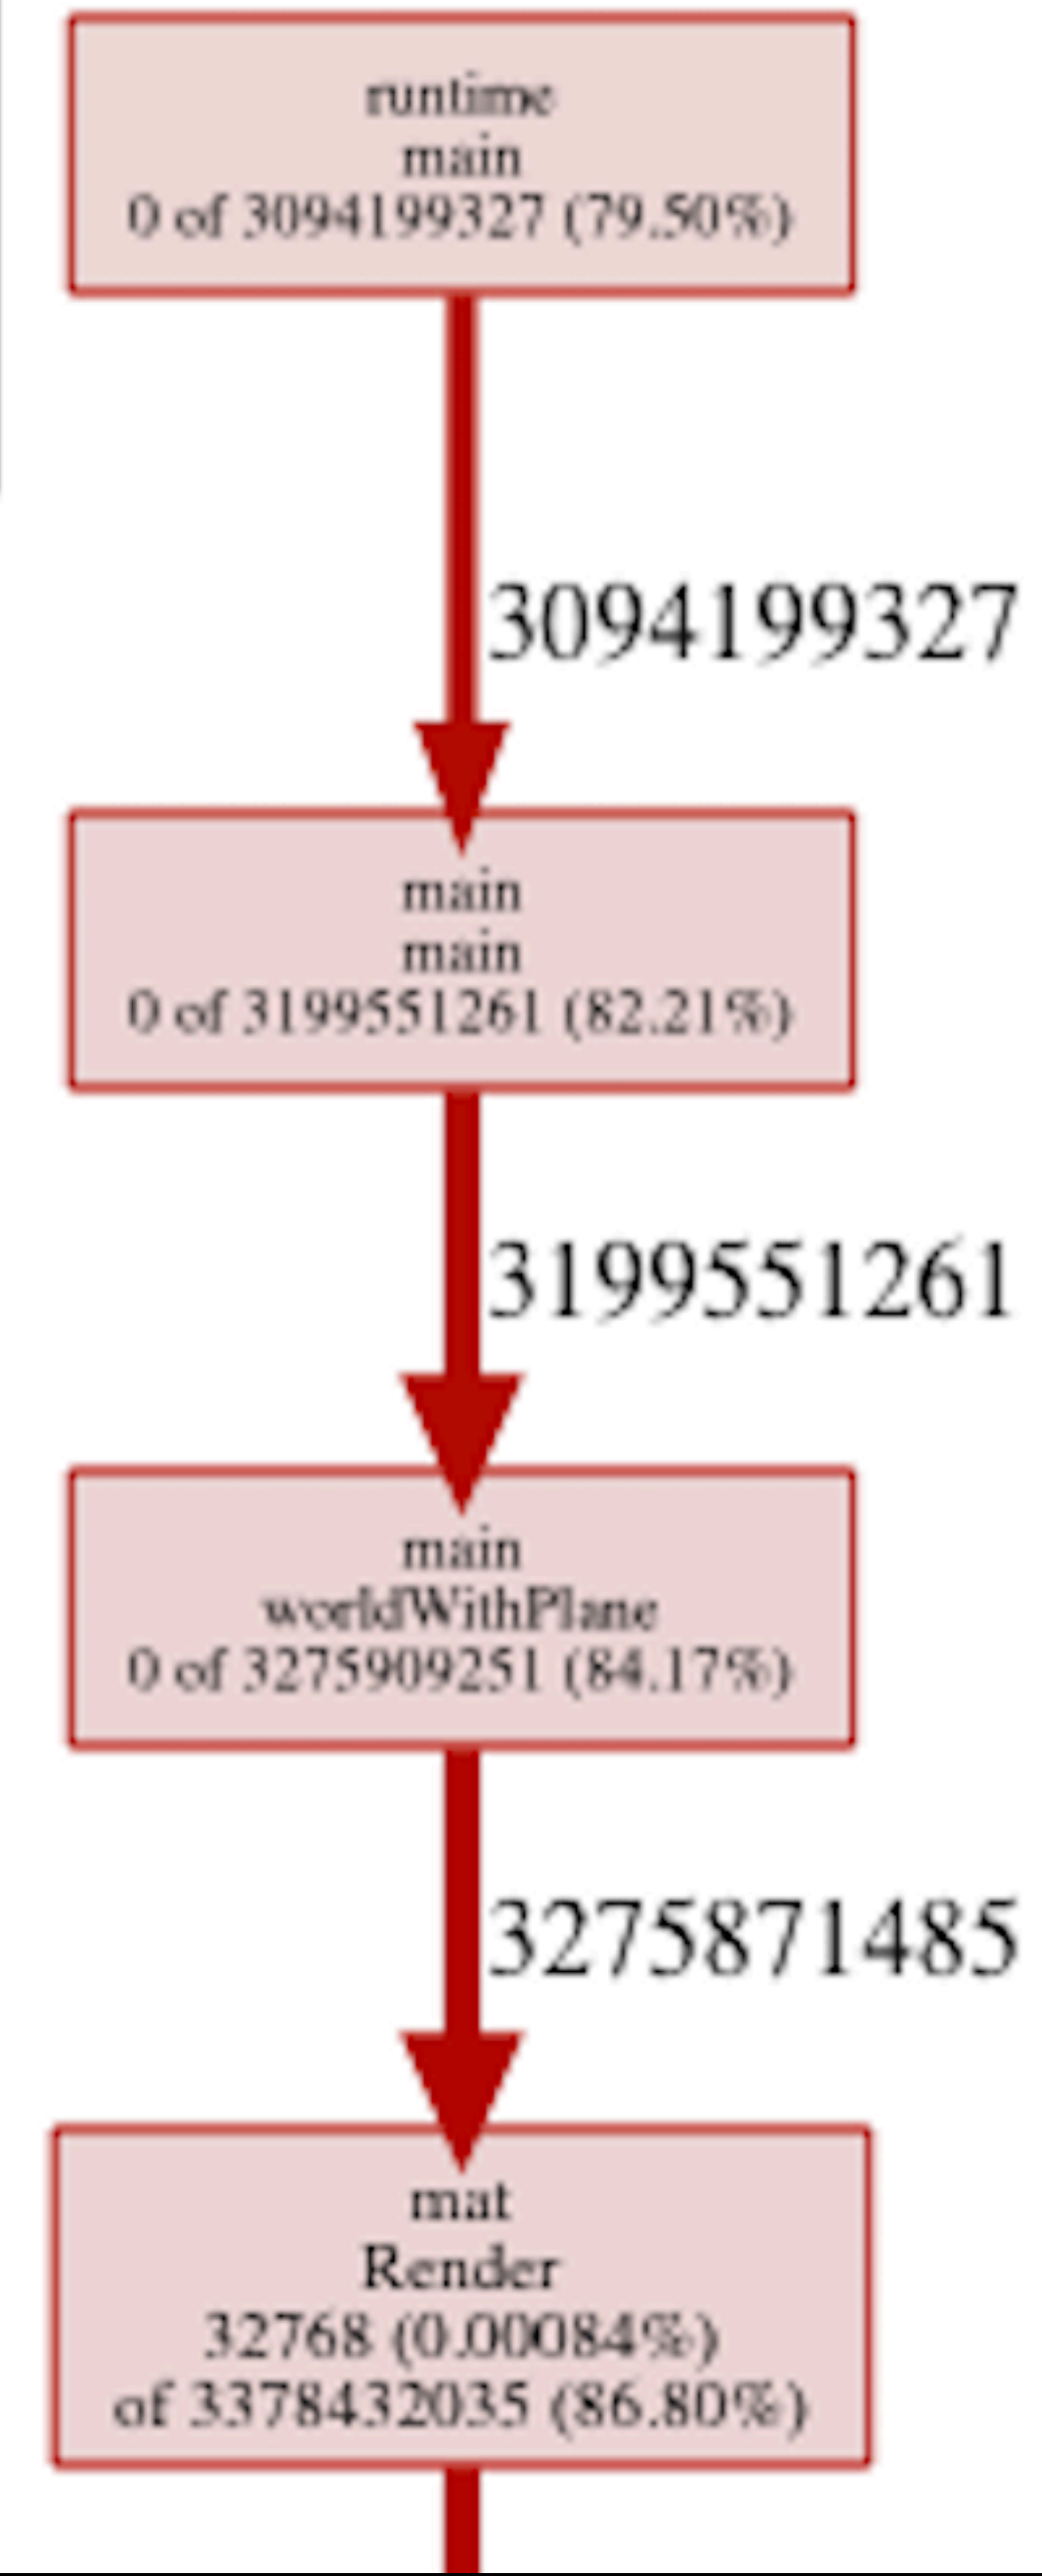 runtime
main
0 of 3094199327 (79.50%)
3094199327
main
main
0 of 3199551261 (82.21%)
3199551261
main
worldWithPlane
0 of 3275909251 (84.17%)
3275871485
mat
Render
32768 (0.00084%)
of 3378432035 (86.80%)